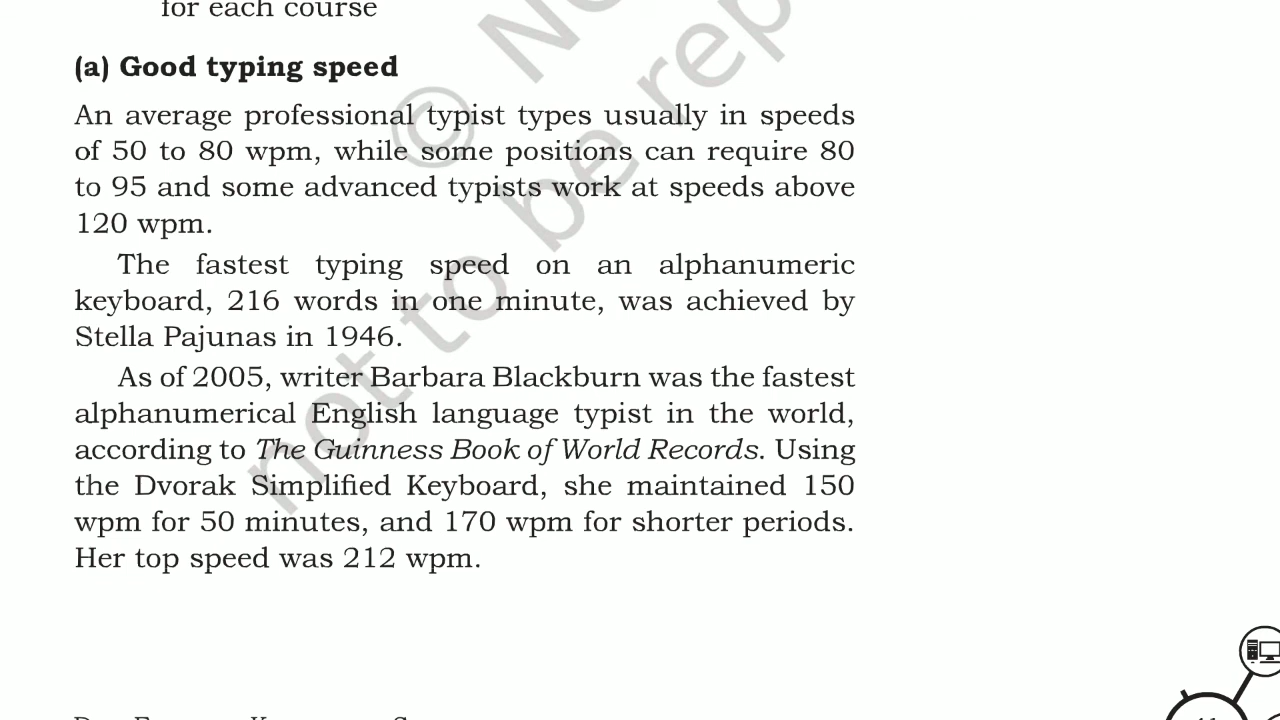 for each course
(a) Good typing speed
An average professional typist types usually in speeds
of 50 to 80 wpm, while some positions can require 80
to 95 and some advanced typists work at speeds above
120 wpm.
The fastest typing speed on an alphanumeric
keyboard, 216 words in one minute, was achieved by
Stella Pajunas in 1946.
As of 2005, writer Barbara Blackburn was the fastest
alphanumerical English language typist in the world,
according to The Guinness Book of World Records. Using
the Dvorak Simplified Keyboard, she maintained 150
wpm for 50 minutes, and 170 wpm for shorter periods.
Her top speed was 212 wpm.
©
not to be